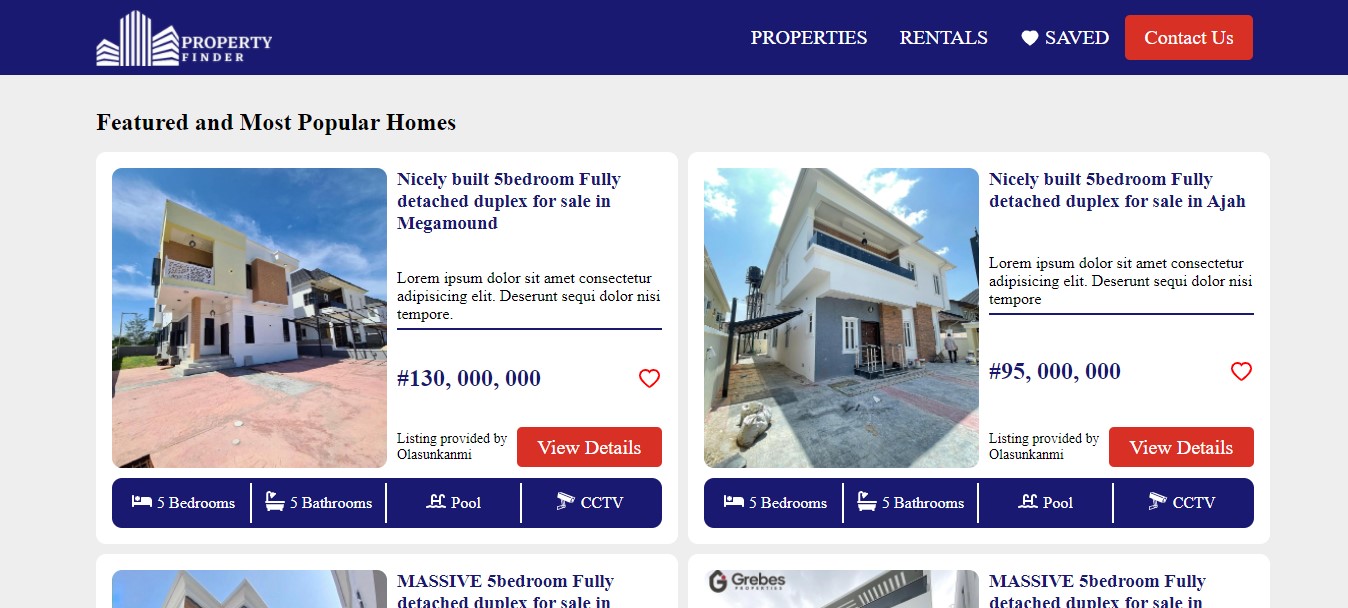 PROPERTY
FINDER
PROPERTIES
RENTALS
SAVED
Contact Us
Featured and Most Popular Homes
Nicely built 5bedroom Fully
detached duplex for sale in
Megamound
Lorem ipsum dolor sit amet consectetur
adipisicing elit. Deserunt sequi dolor nisi
tempore.
#130, 000, 000
Listing provided by
Olasunkanmi
View Details
5 Bedrooms
5 Bathrooms
Pool
CCTV
Nicely built 5bedroom Fully
detached duplex for sale in Ajah
Lorem ipsum dolor sit amet consectetur
adipisicing elit. Deserunt sequi dolor nisi
tempore
#95, 000, 000
Listing provided by
Olasunkanmi
View Details
5 Bedrooms
5 Bathrooms
Pool
CCTV
MASSIVE 5bedroom Fully
detached duplex for sale in
Grebes
PROPERTIES
MASSIVE 5bedroom Fully
detached duplex for sale in